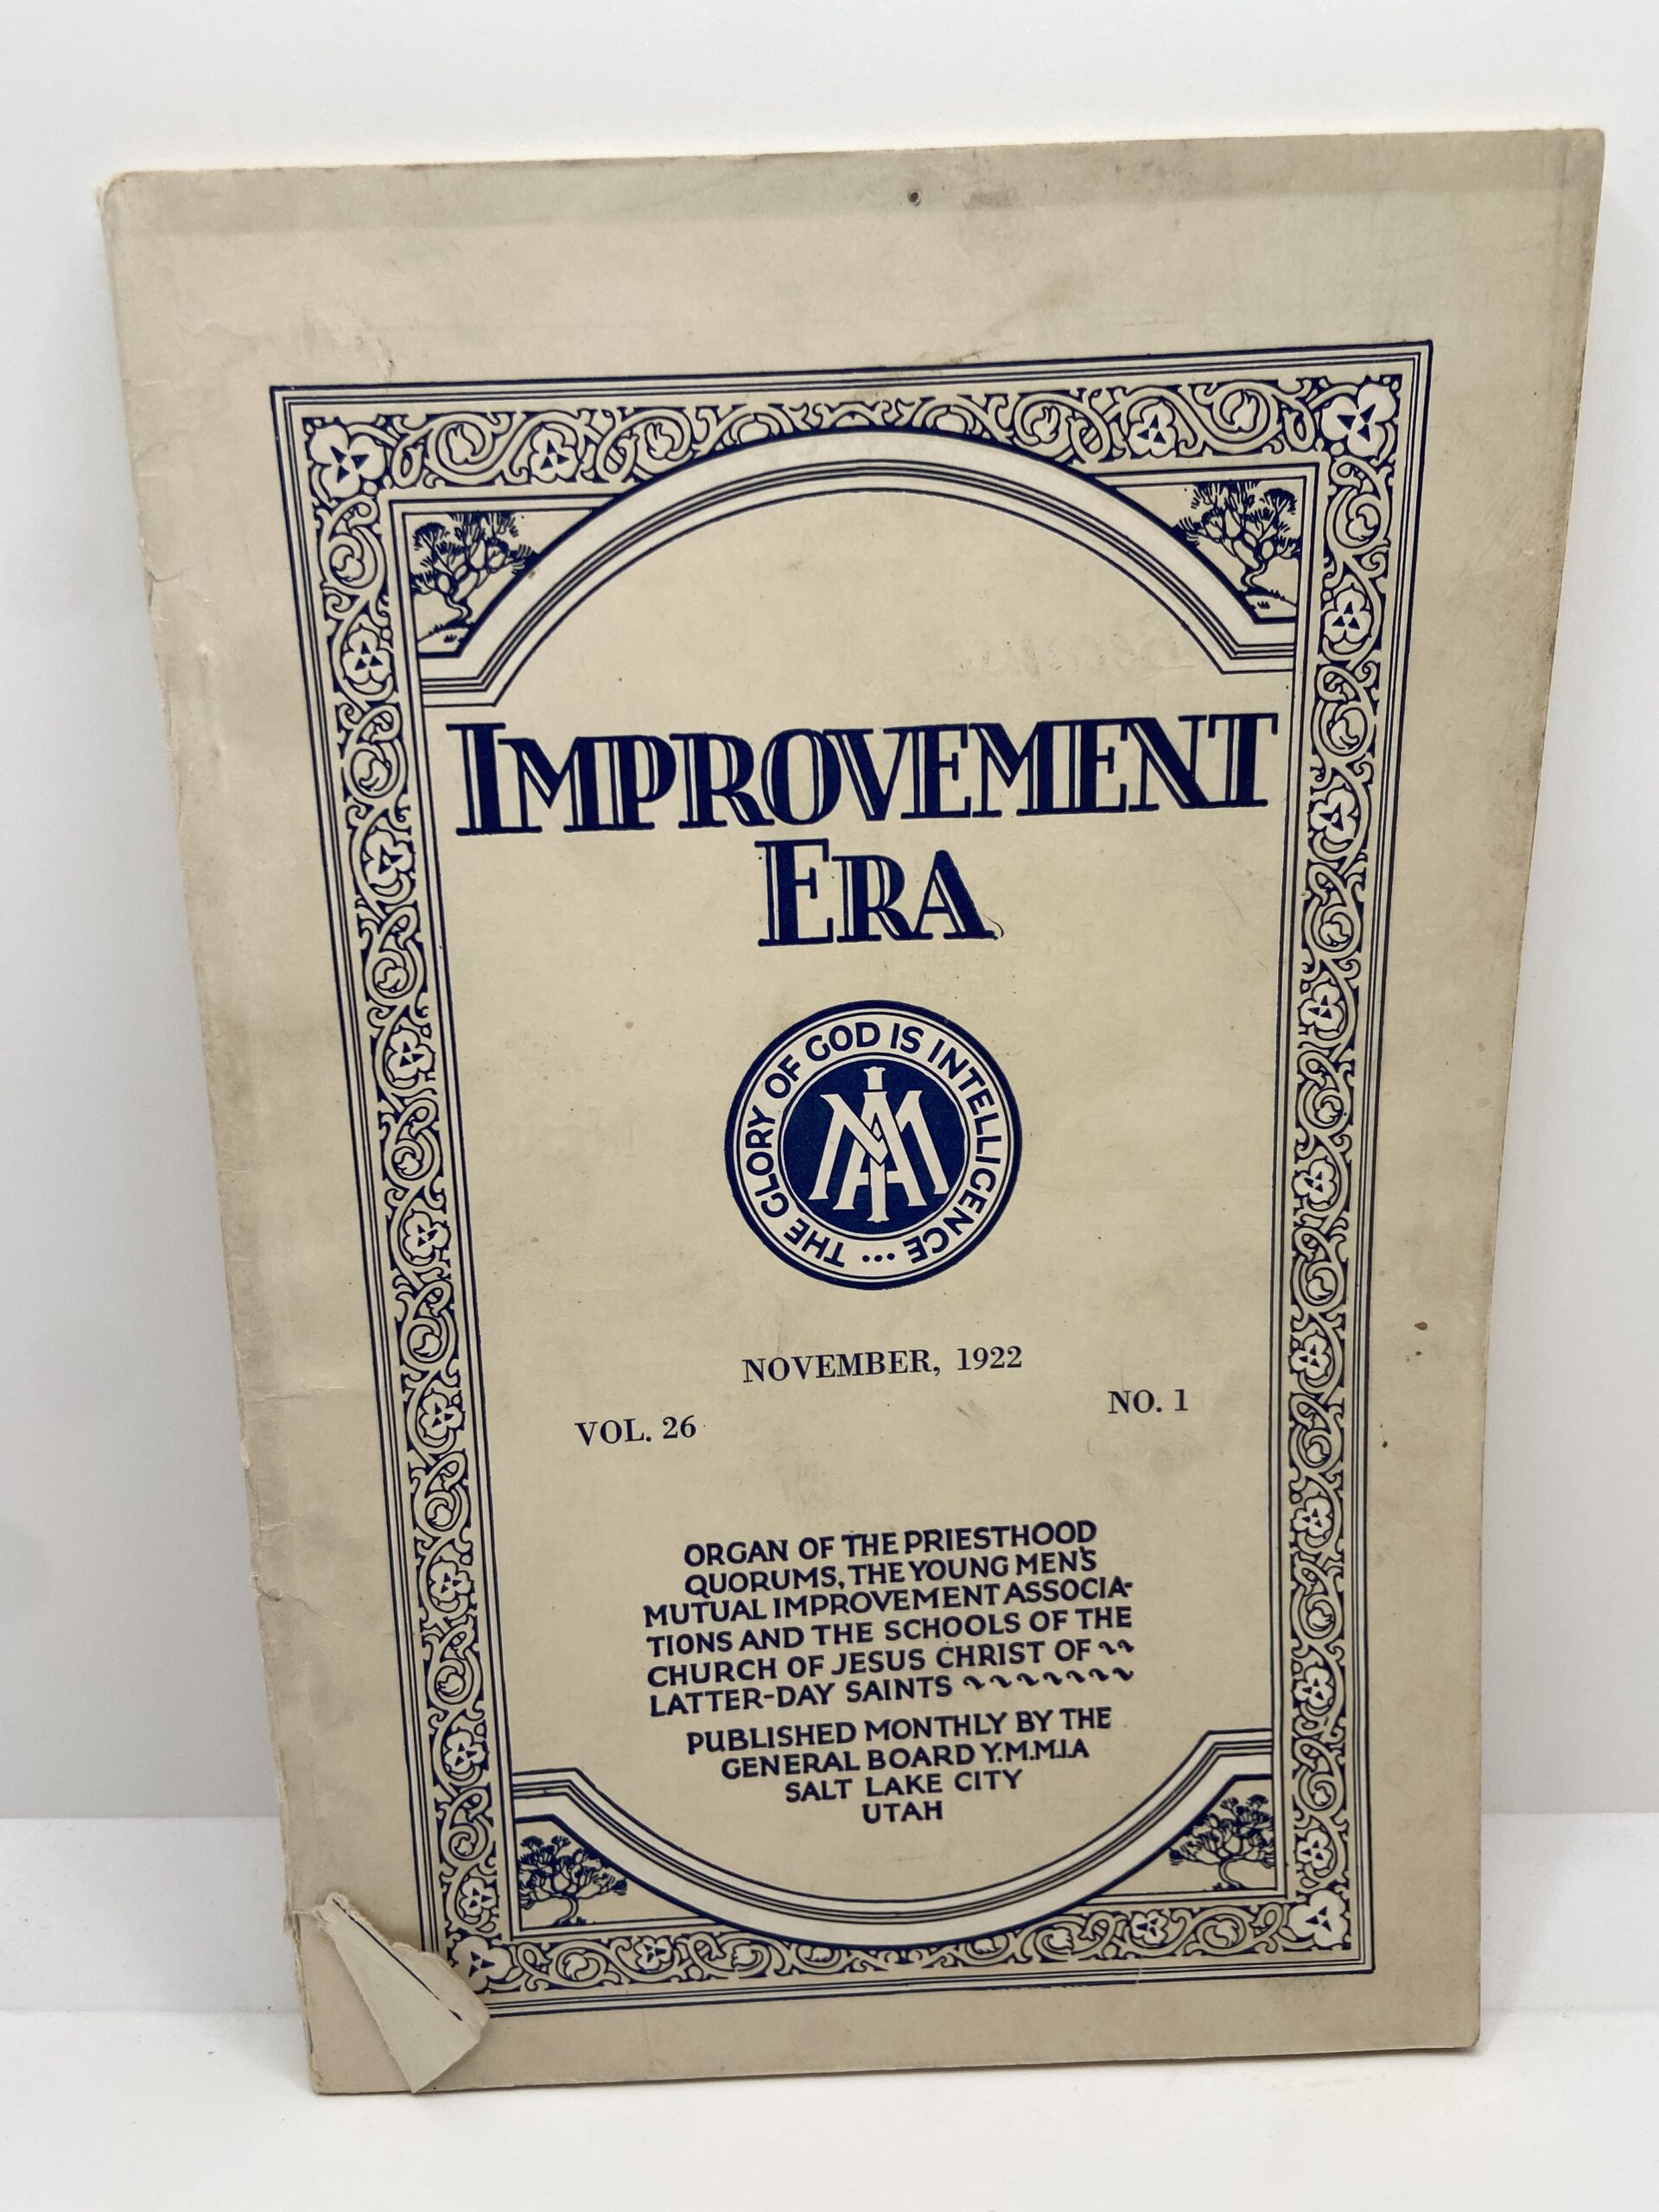 IMPROVEMENT
ERA
THE GLORY OF GOD IS INTELLIGENCE ...
MIA
NOVEMBER, 1922
VOL. 26 NO. 1
ORGAN OF THE PRIESTHOOD
QUORUMS, THE YOUNG MEN'S
MUTUAL IMPROVEMENT ASSOCIA-
TIONS AND THE SCHOOLS OF THE
CHURCH OF JESUS CHRIST OF
LATTER-DAY SAINTS
PUBLISHED MONTHLY BY THE
GENERAL BOARD Y.M.M.I.A
SALT LAKE CITY
UTAH